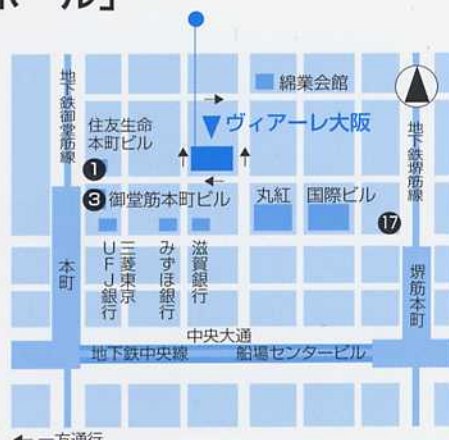 ホール」
綿業会館
地下鉄御堂筋線
住友生命
本町ビル
ヴィアーレ大阪
地下鉄堺筋線
1
3
御堂筋本町ビル
丸紅
国際ビル
17
三菱東京
UFJ銀行
みずほ銀行
滋賀銀行
本町
堺筋本町
中央大通
地下鉄中央線
船場センタービル
一方通行